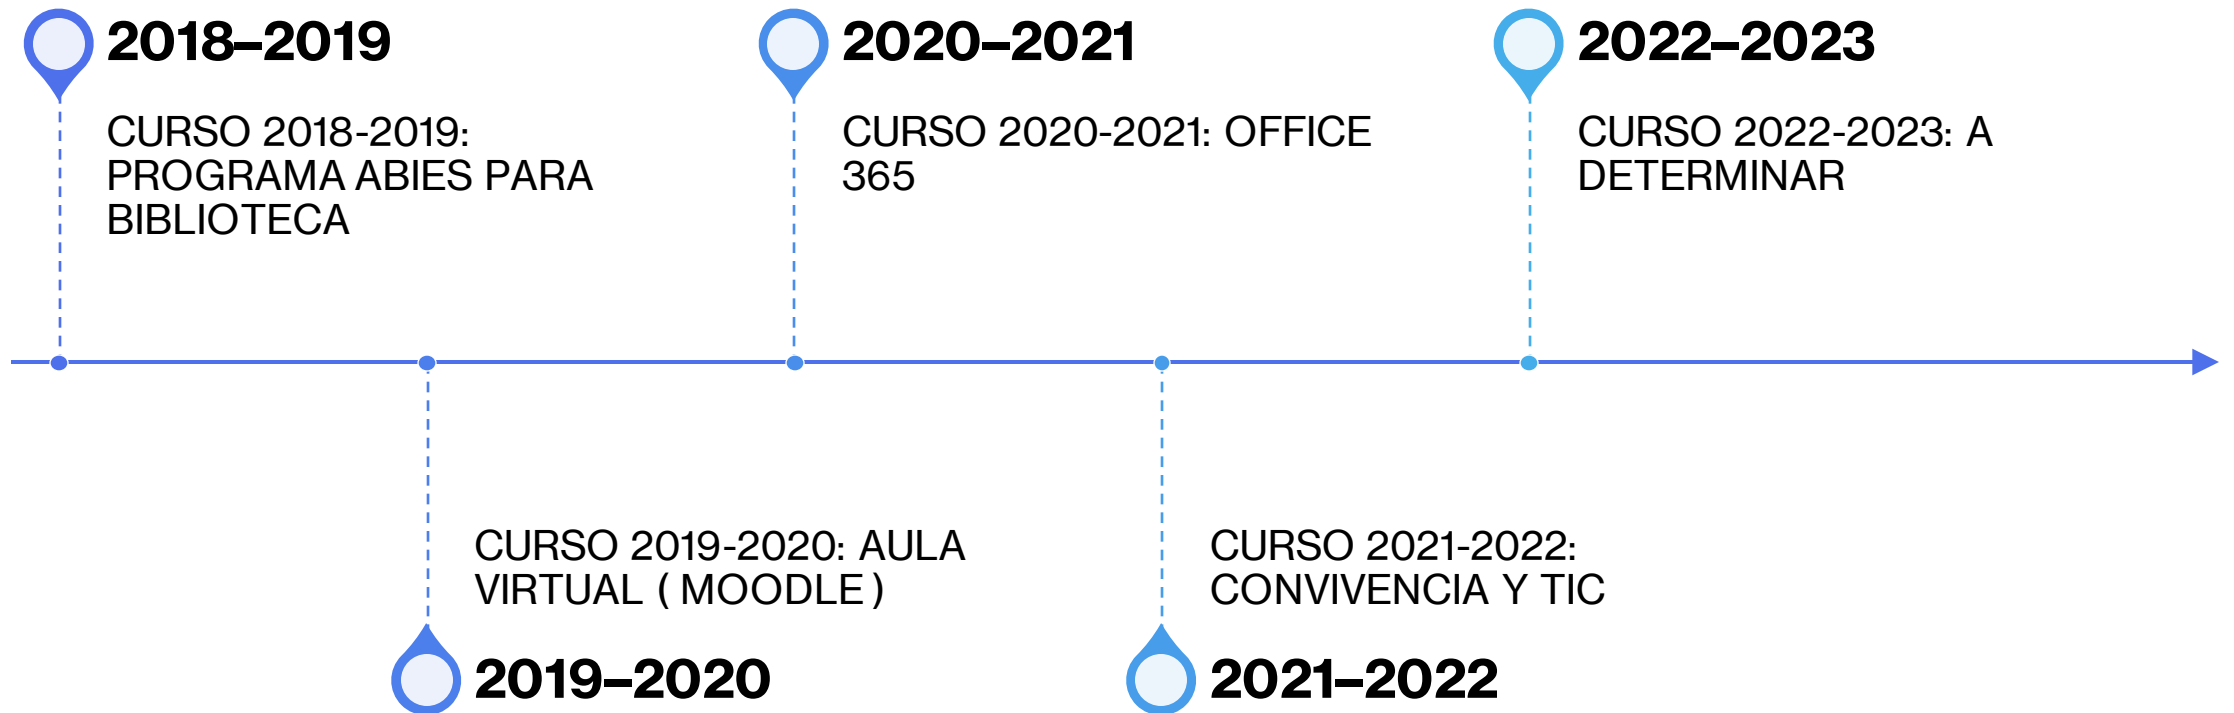 2018–2019
CURSO 2018-2019:
PROGRAMA ABIES PARA
BIBLIOTECA
2020–2021
CURSO 2020-2021: OFFICE
365
2022–2023
CURSO 2022-2023: A
DETERMINAR
CURSO 2019-2020: AULA
VIRTUAL ( MOODLE )
2019–2020
CURSO 2021-2022:
CONVIVENCIA Y TIC
2021–2022